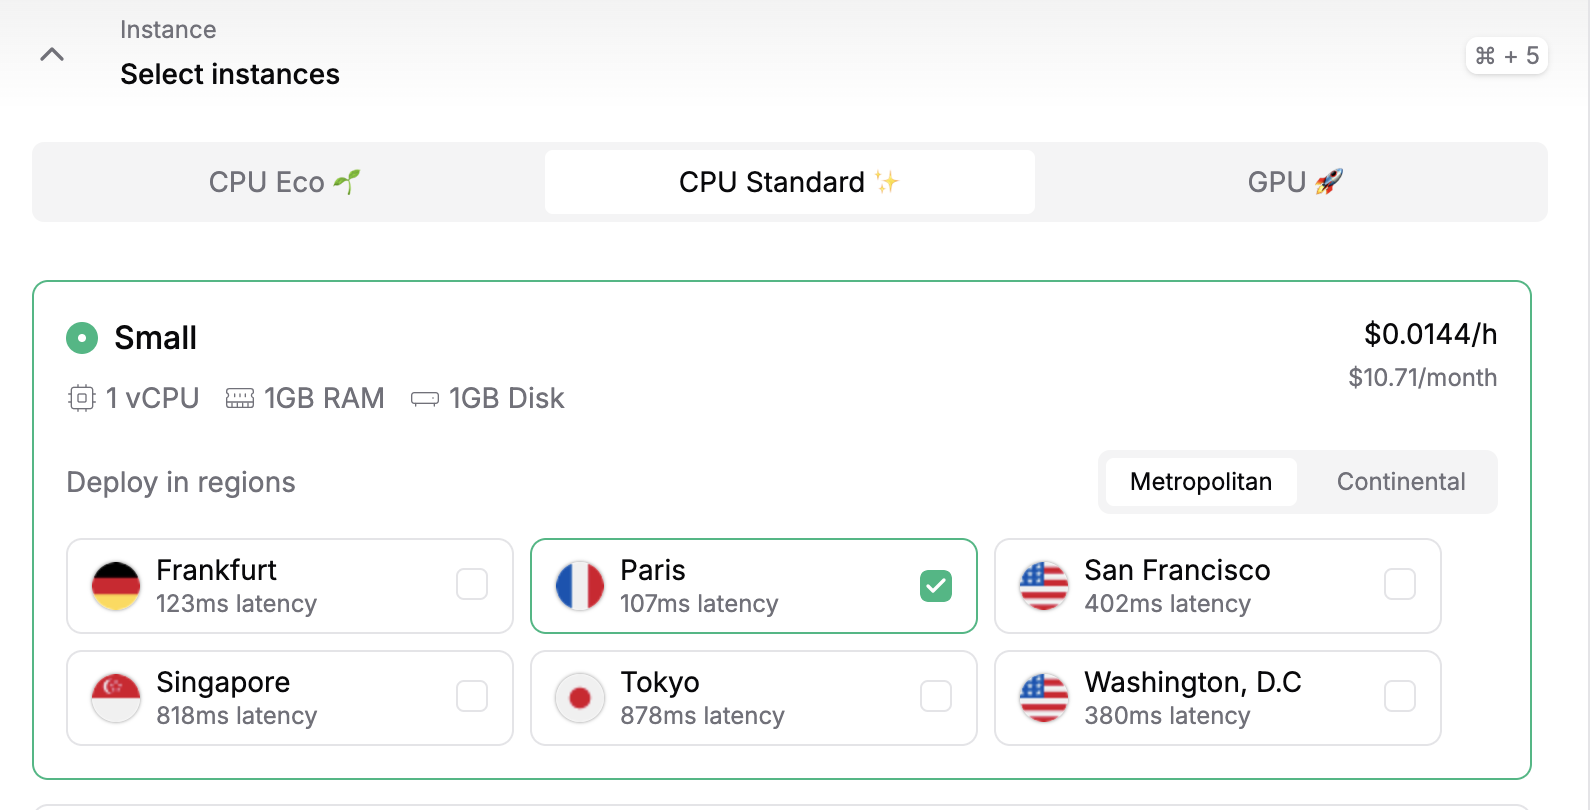 Instance
Select instances
⌘ + 5
CPU Eco 🌱
CPU Standard ✨
GPU 🚀
Small
$0.0144/h
$10.71/month
1 vCPU
1GB RAM
1GB Disk
Deploy in regions
Metropolitan
Continental
Frankfurt
123ms latency
Paris
107ms latency
San Francisco
402ms latency
Singapore
818ms latency
Tokyo
878ms latency
Washington, D.C
380ms latency